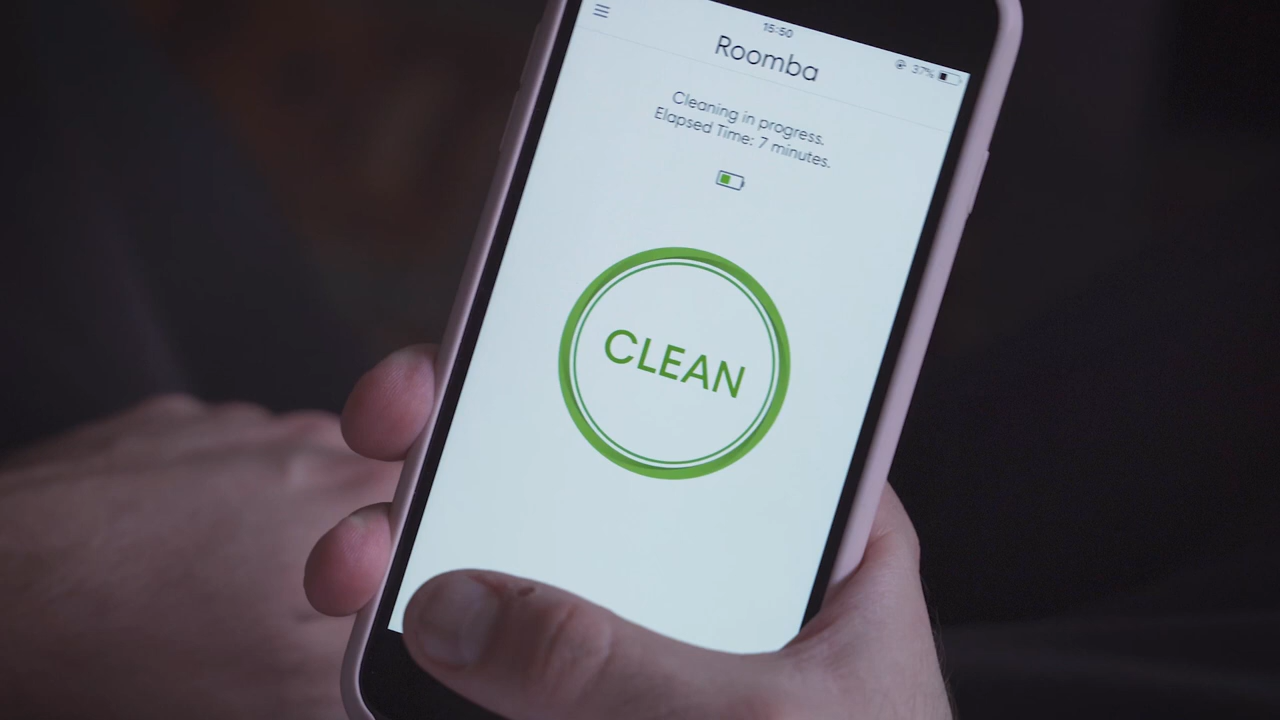 15:50
37%
Roomba
Cleaning in progress.
Elapsed Time: 7 minutes.
CLEAN